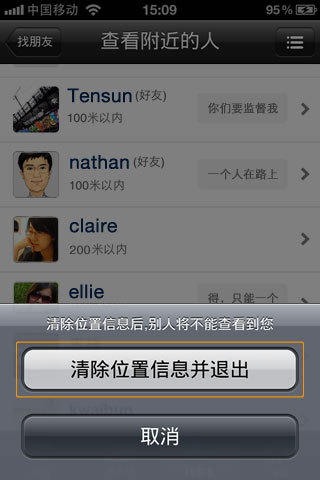 中国移动 15:09 95%
找朋友 查看附近的人
Tensun(好友)
100米以内
你们要监督我
nathan(好友)
100米以内
一个人在路上
claire
200米以内
ellie
得，只能一个
清除位置信息后,别人将不能查看到您
清除位置信息并退出
kwaihun
取消